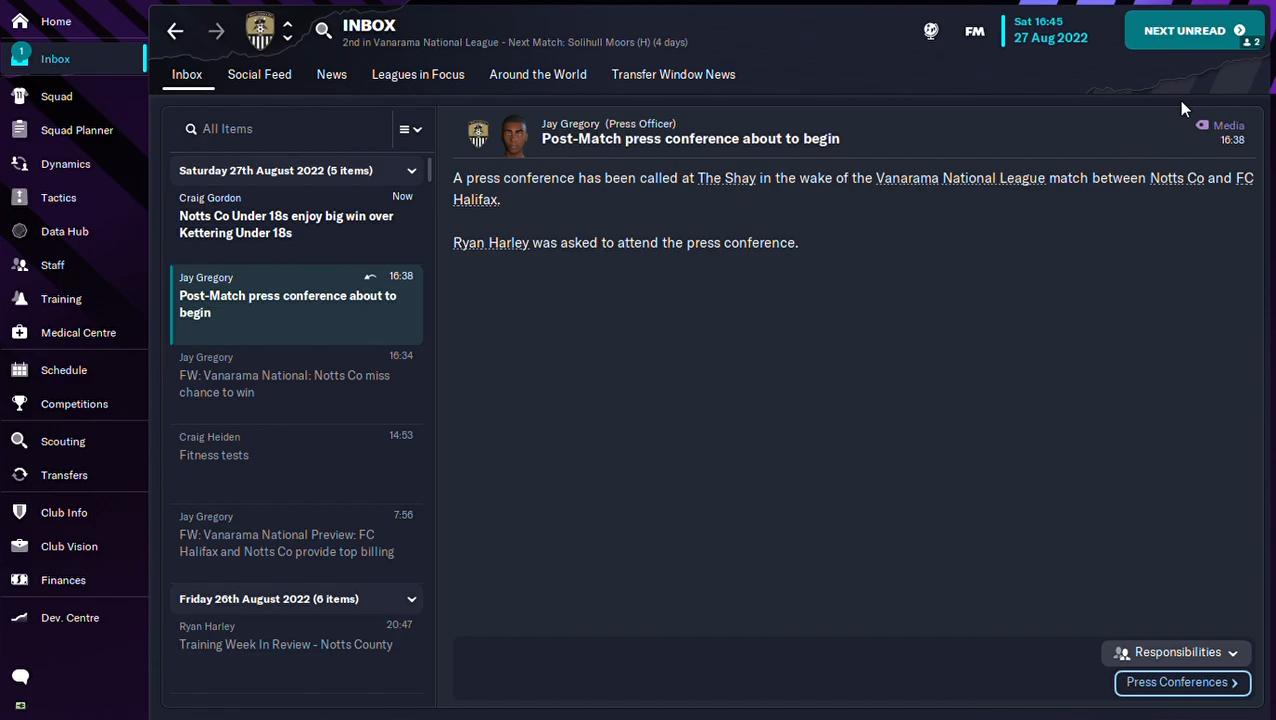 Home
1
Inbox
Squad
Squad Planner
Dynamics
Tactics
Data Hub
Staff
Training
Medical Centre
Schedule
Competitions
Scouting
Transfers
Club Info
Club Vision
Finances
Dev. Centre
INBOX
2nd in Vanarama National League - Next Match: Solihull Moors (H) (4 days)
FM
Sat 16:45
27 Aug 2022
NEXT UNREAD
2
Inbox Social Feed News Leagues in Focus Around the World Transfer Window News
All Items
Saturday 27th August 2022 (5 items)
Craig Gordon Now
Notts Co Under 18s enjoy big win over
Kettering Under 18s
Jay Gregory 16:38
Post-Match press conference about to
begin
Jay Gregory 16:34
FW: Vanarama National: Notts Co miss
chance to win
Craig Heiden 14:53
Fitness tests
Jay Gregory 7:56
FW: Vanarama National Preview: FC
Halifax and Notts Co provide top billing
Friday 26th August 2022 (6 items)
Ryan Harley 20:47
Training Week In Review - Notts County
Jay Gregory (Press Officer)
Post-Match press conference about to begin
Media
16:38
A press conference has been called at The Shay in the wake of the Vanarama National League match between Notts Co and FC
Halifax.
Ryan Harley was asked to attend the press conference.
Responsibilities
Press Conferences